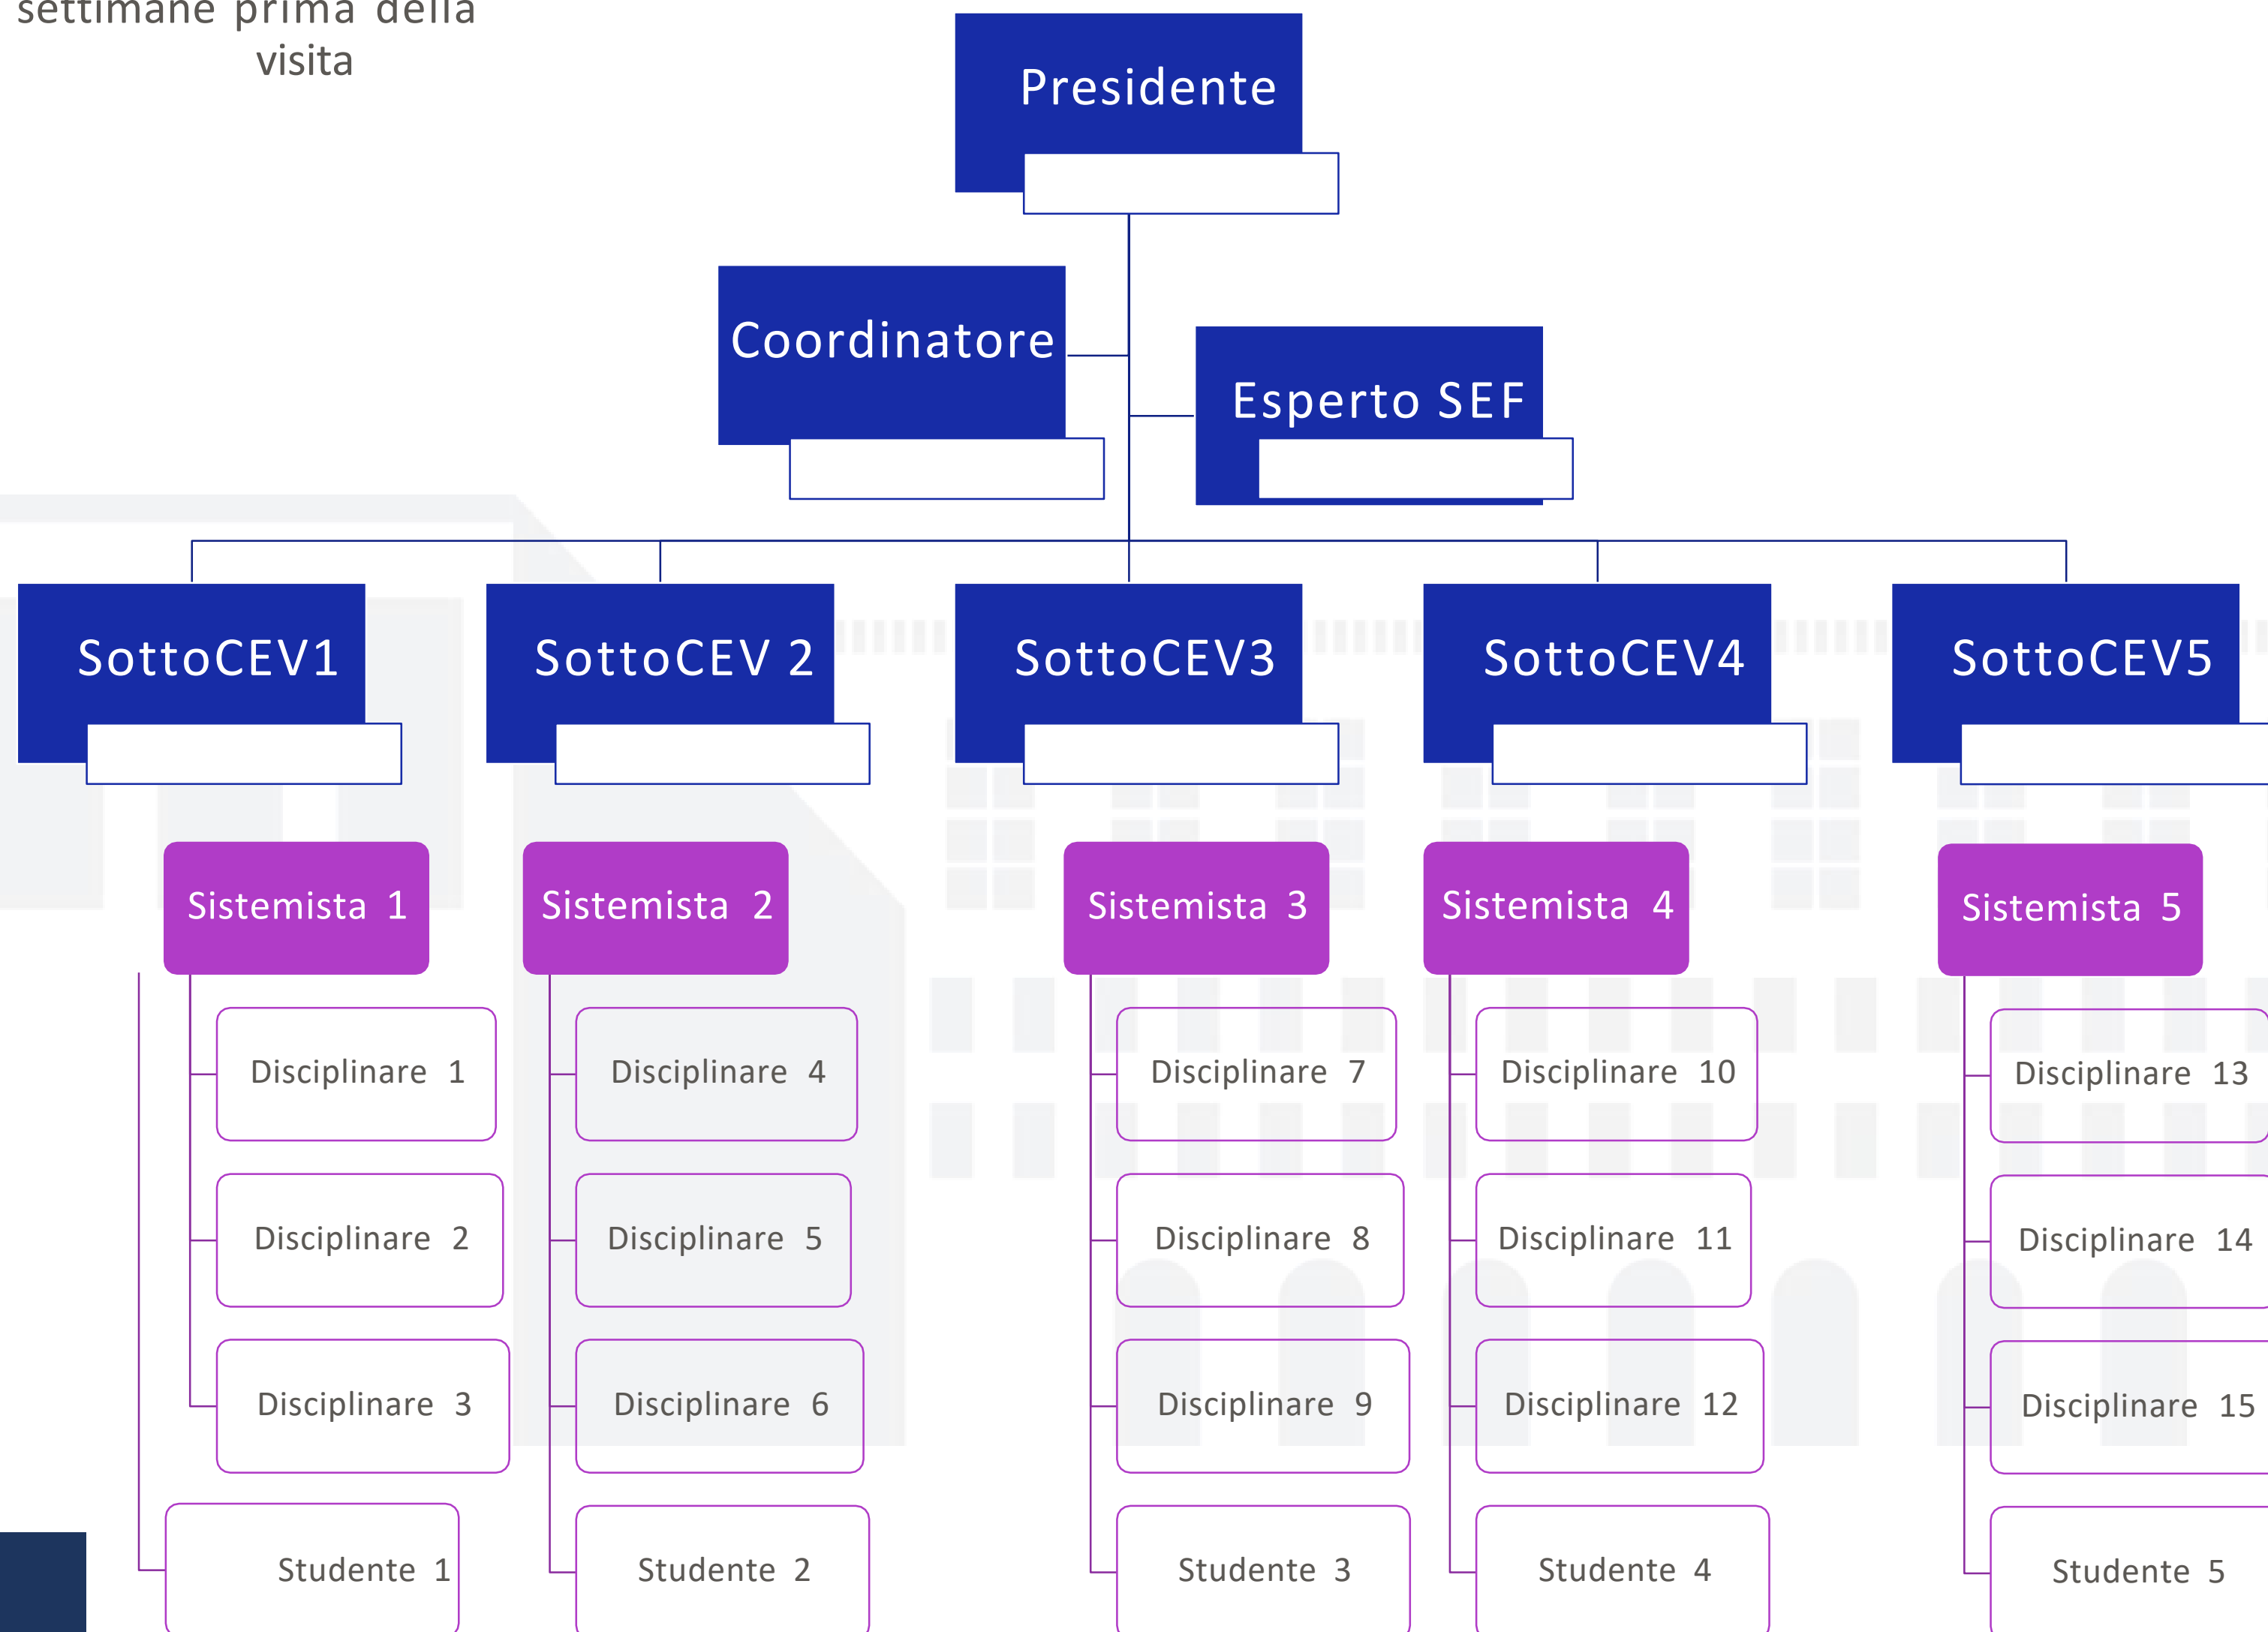 settimane prima della
visita
Presidente
Coordinatore
Esperto SEF
SottoCEV1
SottoCEV 2
SottoCEV3
SottoCEV4
SottoCEV5
Sistemista 1
Sistemista 2
Sistemista 3
Sistemista 4
Sistemista 5
Disciplinare 1
Disciplinare 4
Disciplinare 7
Disciplinare 10
Disciplinare 13
Disciplinare 2
Disciplinare 5
Disciplinare 8
Disciplinare 11
Disciplinare 14
Disciplinare 3
Disciplinare 6
Disciplinare 9
Disciplinare 12
Disciplinare 15
Studente 1
Studente 2
Studente 3
Studente 4
Studente 5